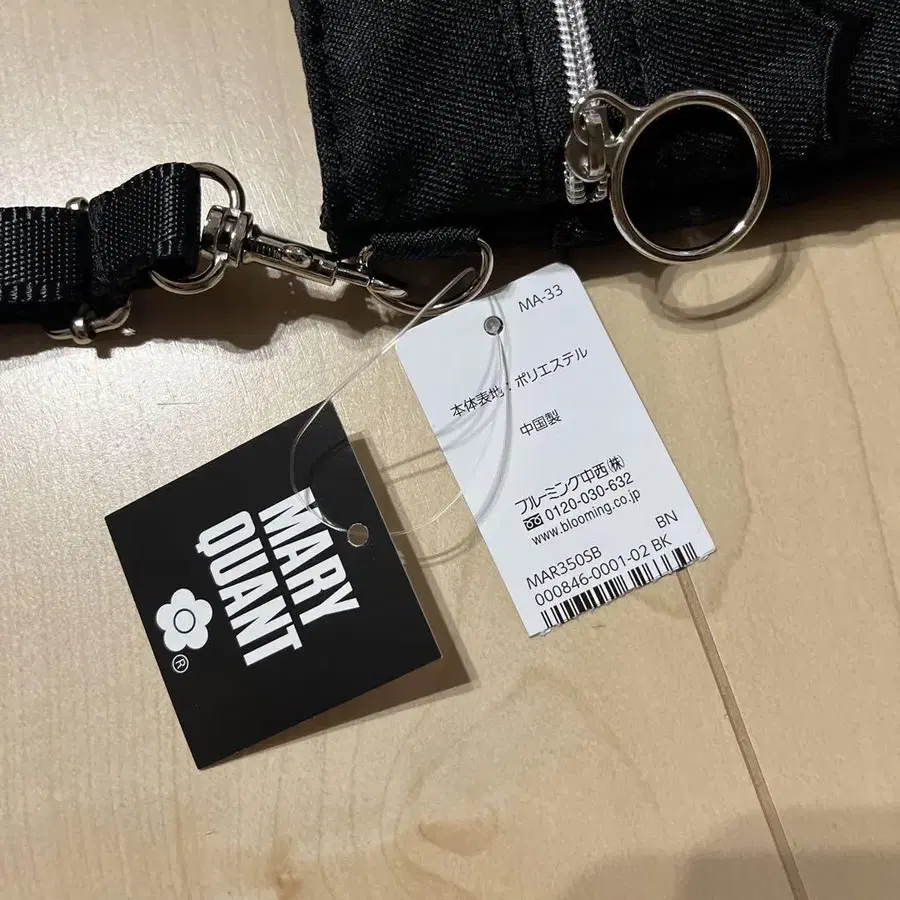 MARY
QUANT
®
MA-33
本体表地：ポリエステル
中国製
ブルーミング中西(株)
0120-030-632
www.blooming.co.jp
BN
MAR350SB
000846-0001-02 BK